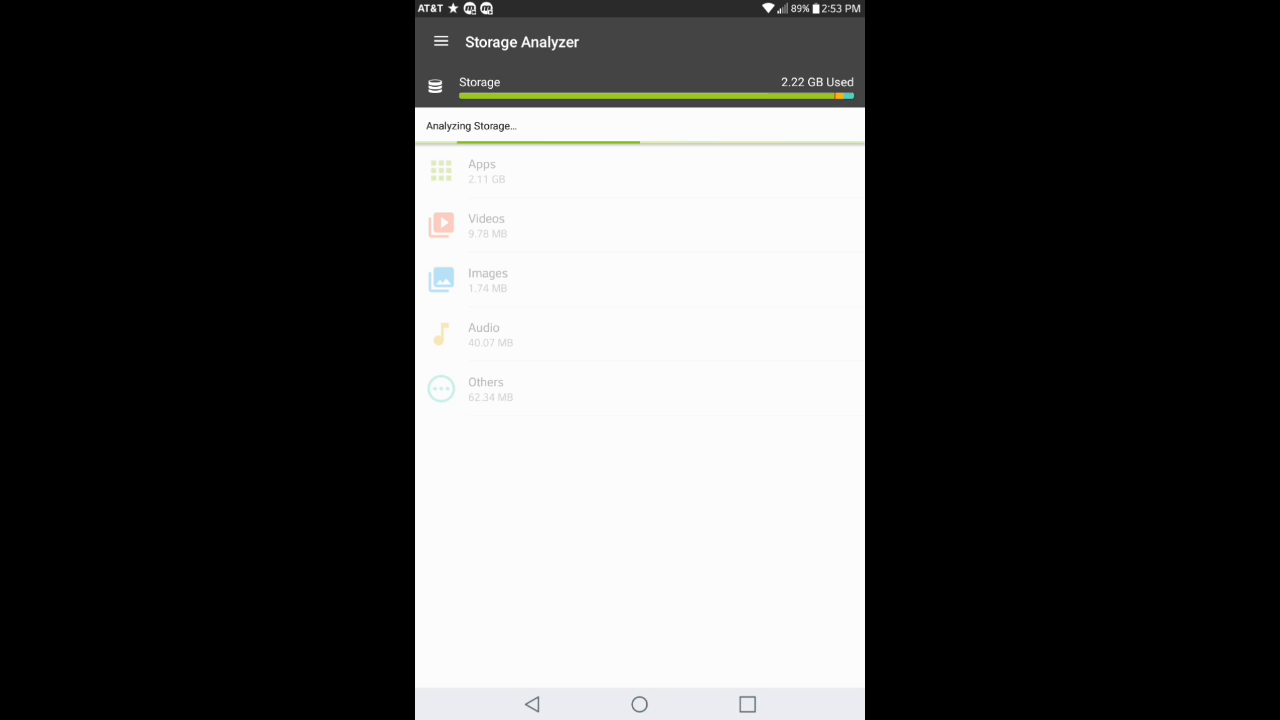 AT&T 89% 2:53 PM
Storage Analyzer
Storage 2.22 GB Used
Analyzing Storage...
Apps
2.11 GB
Videos
9.78 MB
Images
1.74 MB
Audio
40.07 MB
Others
62.34 MB